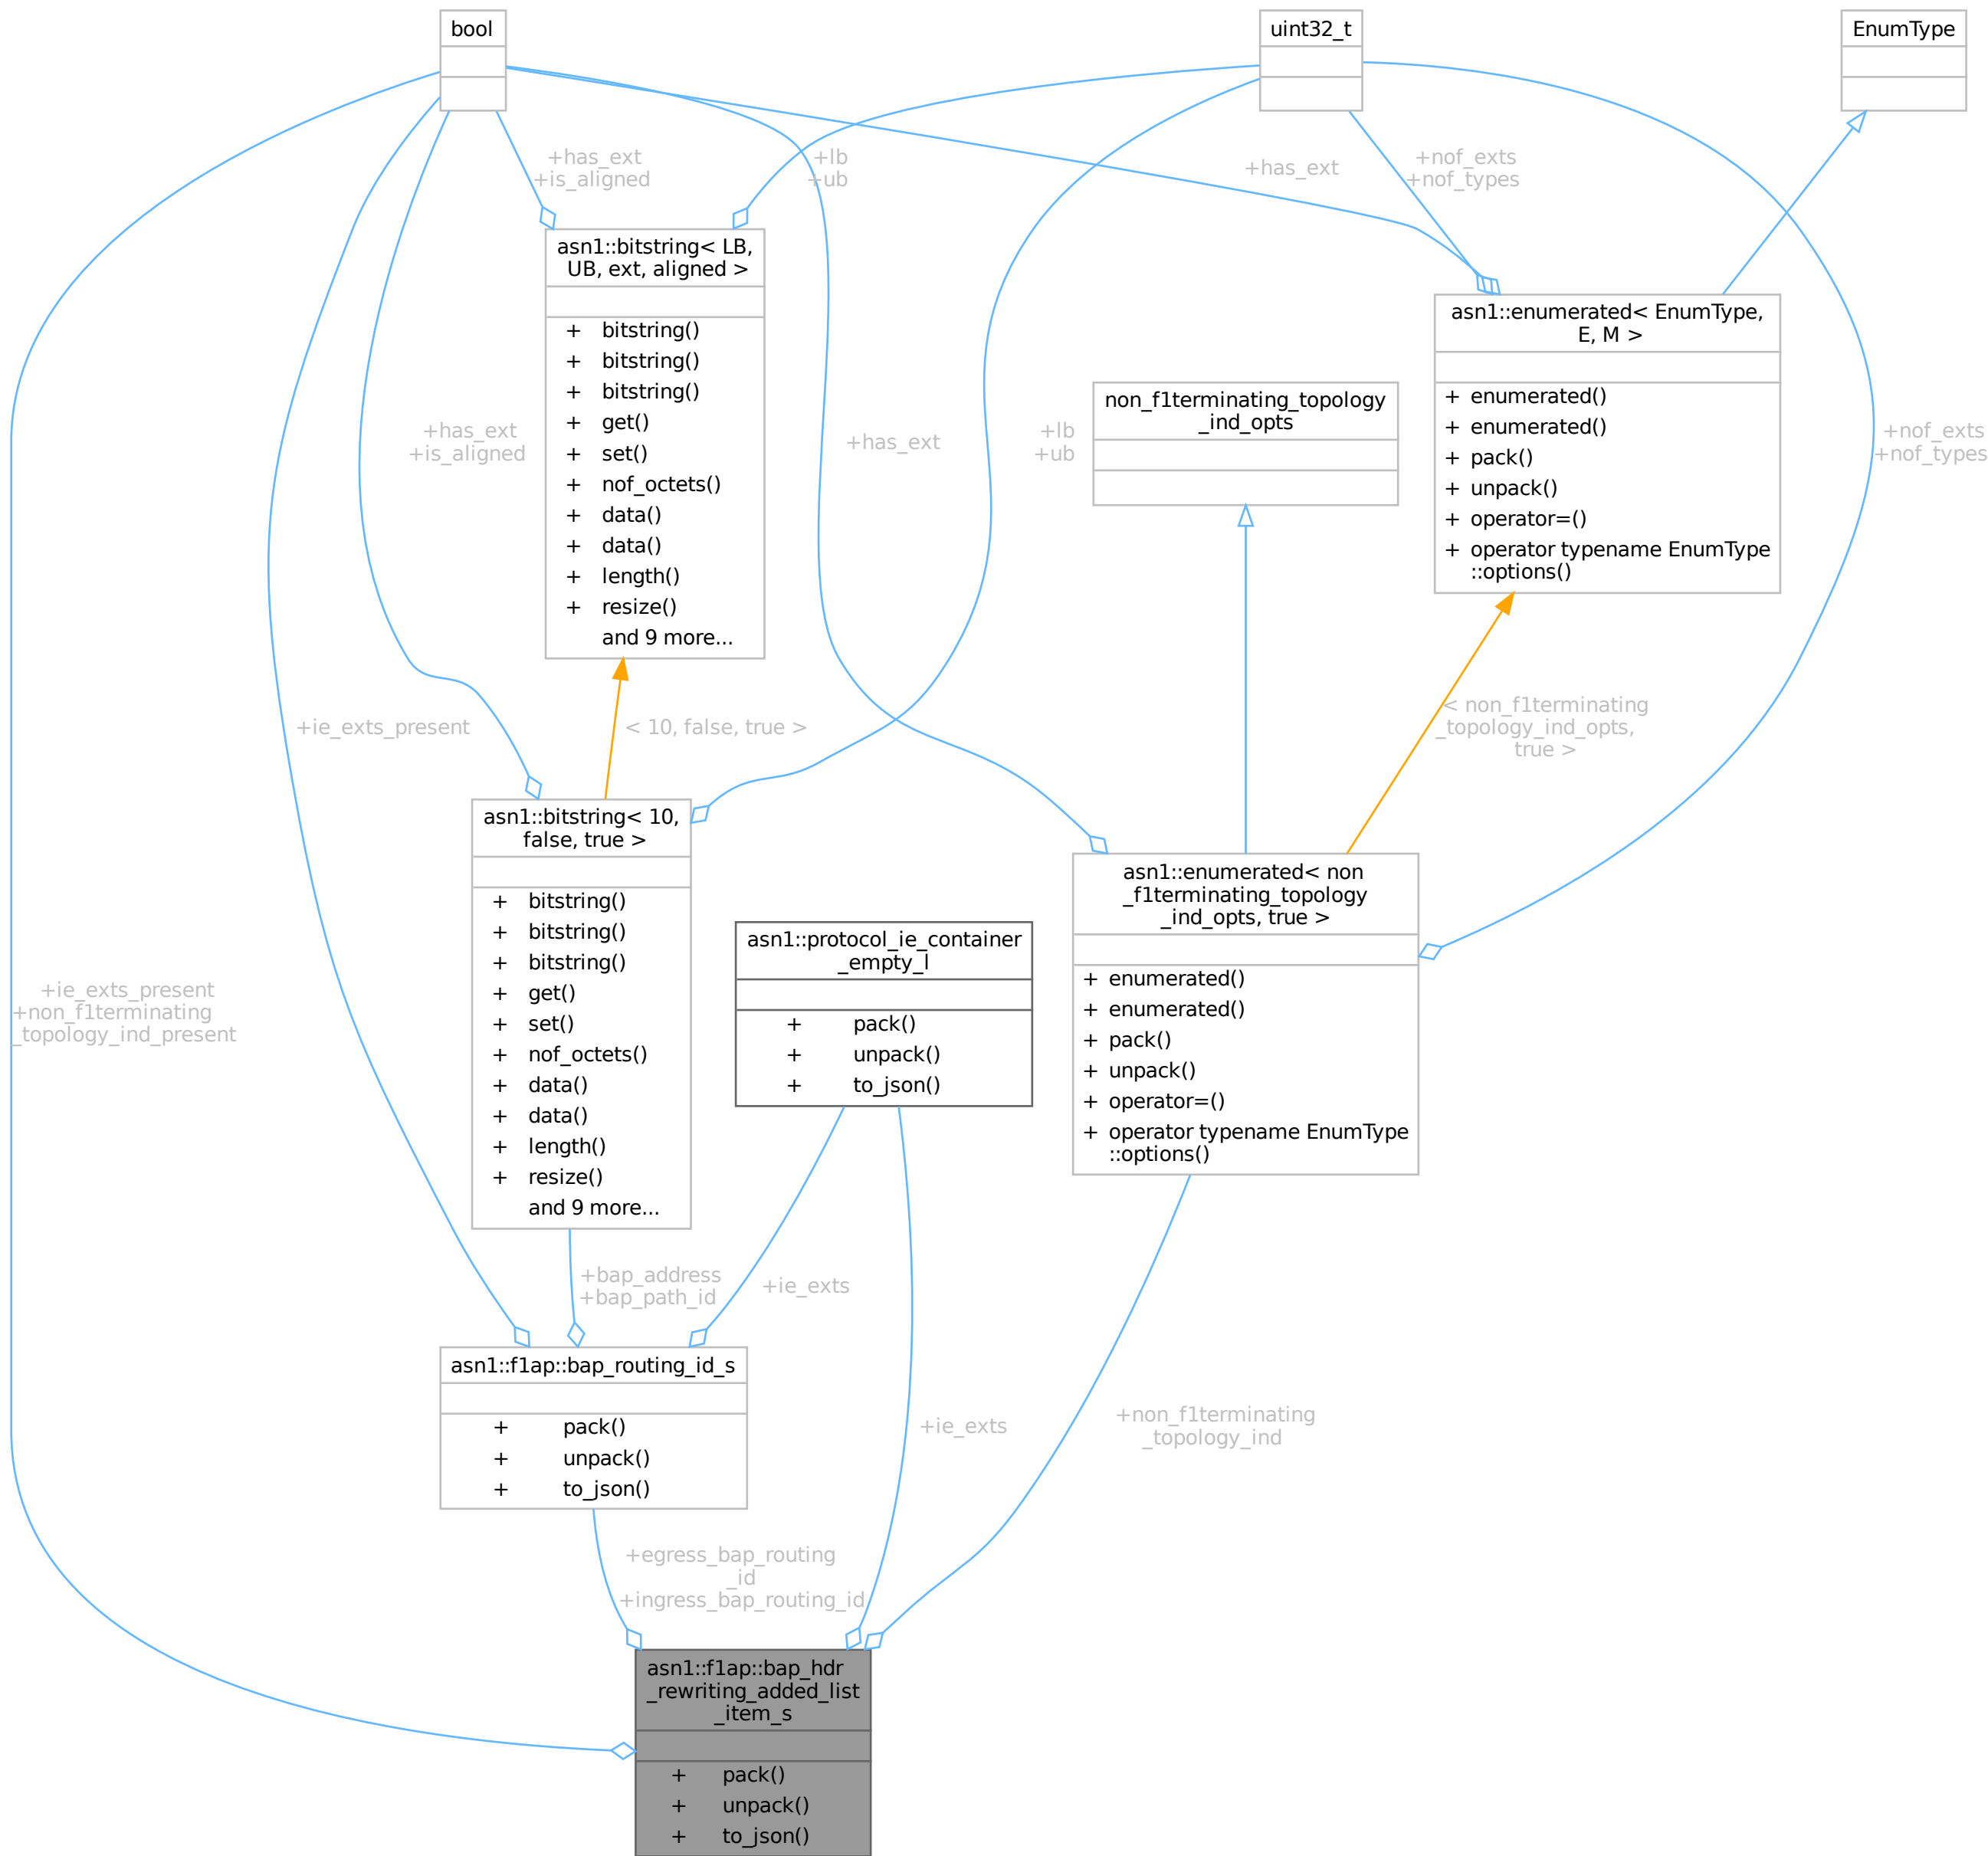 bool
uint32_t
EnumType
+has_ext
+is_aligned
+lb
+ub
+has_ext
+nof_exts
+nof_types
asn1::bitstring< LB,
UB, ext, aligned >
+ bitstring()
+ bitstring()
+ bitstring()
+ get()
+ set()
+ nof_octets()
+ data()
+ data()
+ length()
+ resize()
and 9 more...
asn1::enumerated< EnumType,
E, M >
+ enumerated()
+ enumerated()
+ pack()
+ unpack()
+ operator=()
+ operator typename EnumType
::options()
non_f1terminating_topology
_ind_opts
+has_ext
+is_aligned
+has_ext
+lb
+ub
+nof_exts
+nof_types
+ie_exts_present
< 10, false, true >
< non_f1terminating
_topology_ind_opts,
true >
asn1::bitstring< 10,
false, true >
+ bitstring()
+ bitstring()
+ bitstring()
+ get()
+ set()
+ nof_octets()
+ data()
+ data()
+ length()
+ resize()
and 9 more...
asn1::enumerated< non
_f1terminating_topology
_ind_opts, true >
+ enumerated()
+ enumerated()
+ pack()
+ unpack()
+ operator=()
+ operator typename EnumType
::options()
asn1::protocol_ie_container
_empty_l
+ pack()
+ unpack()
+ to_json()
+ie_exts_present
+non_f1terminating
_topology_ind_present
+bap_address
+bap_path_id
+ie_exts
asn1::f1ap::bap_routing_id_s
+ pack()
+ unpack()
+ to_json()
+ie_exts
+non_f1terminating
_topology_ind
+egress_bap_routing
_id
+ingress_bap_routing_id
asn1::f1ap::bap_hdr
_rewriting_added_list
_item_s
+ pack()
+ unpack()
+ to_json()